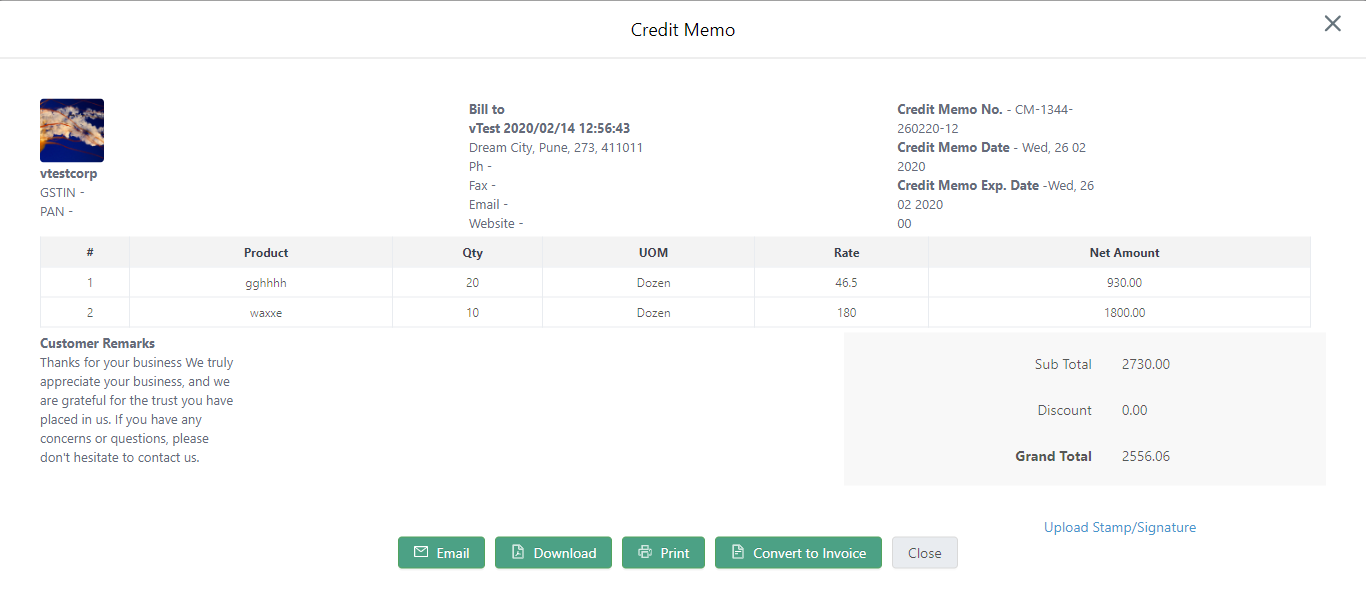 Credit Memo
vtestcorp
GSTIN -
PAN -
Bill to
vTest 2020/02/14 12:56:43
Dream City, Pune, 273, 411011
Ph -
Fax -
Email -
Website -
Credit Memo No. - CM-1344-
260220-12
Credit Memo Date - Wed, 26 02
2020
Credit Memo Exp. Date -Wed, 26
02 2020
00
# Product Qty UOM Rate Net Amount
1 gghhhh 20 Dozen 46.5 930.00
2 waxxe 10 Dozen 180 1800.00
Customer Remarks
Thanks for your business We truly
appreciate your business, and we
are grateful for the trust you have
placed in us. If you have any
concerns or questions, please
don't hesitate to contact us.
Sub Total 2730.00
Discount 0.00
Grand Total 2556.06
Upload Stamp/Signature
Email Download Print Convert to Invoice Close